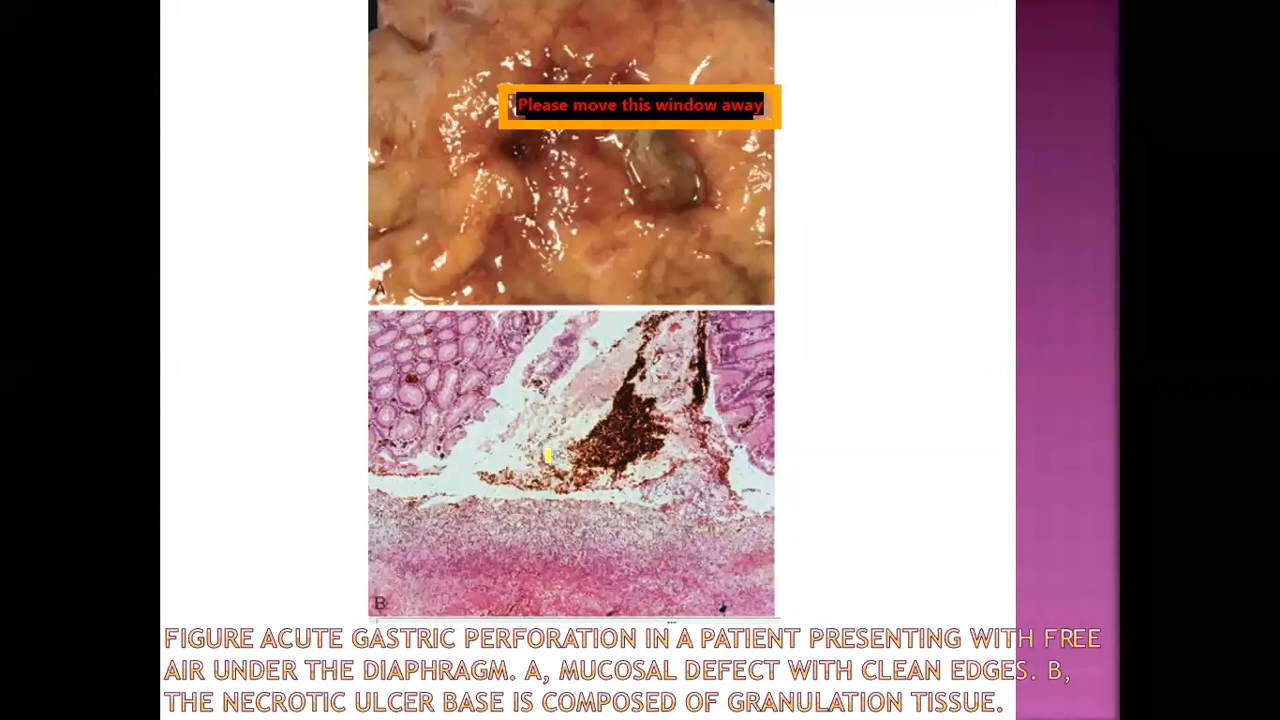 Please move this window away
A
B
FIGURE ACUTE GASTRIC PERFORATION IN A PATIENT PRESENTING WITH FREE
AIR UNDER THE DIAPHRAGM. A, MUCOSAL DEFECT WITH CLEAN EDGES. B,
THE NECROTIC ULCER BASE IS COMPOSED OF GRANULATION TISSUE.